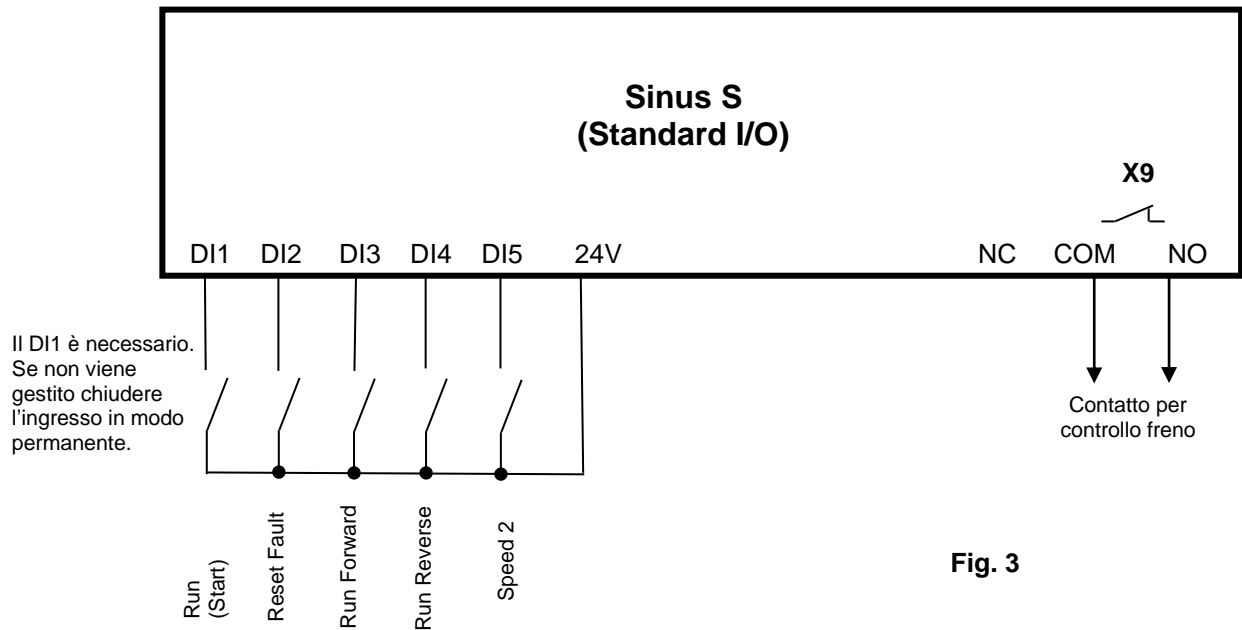 Sinus S
(Standard I/O)
X9
DI1 DI2 DI3 DI4 DI5 24V NC COM NO
Il DI1 è necessario.
Se non viene
gestito chiudere
l'ingresso in modo
permanente.
Contatto per
controllo freno
Run
(Start)
Reset Fault
Run Forward
Run Reverse
Speed 2
Fig. 3